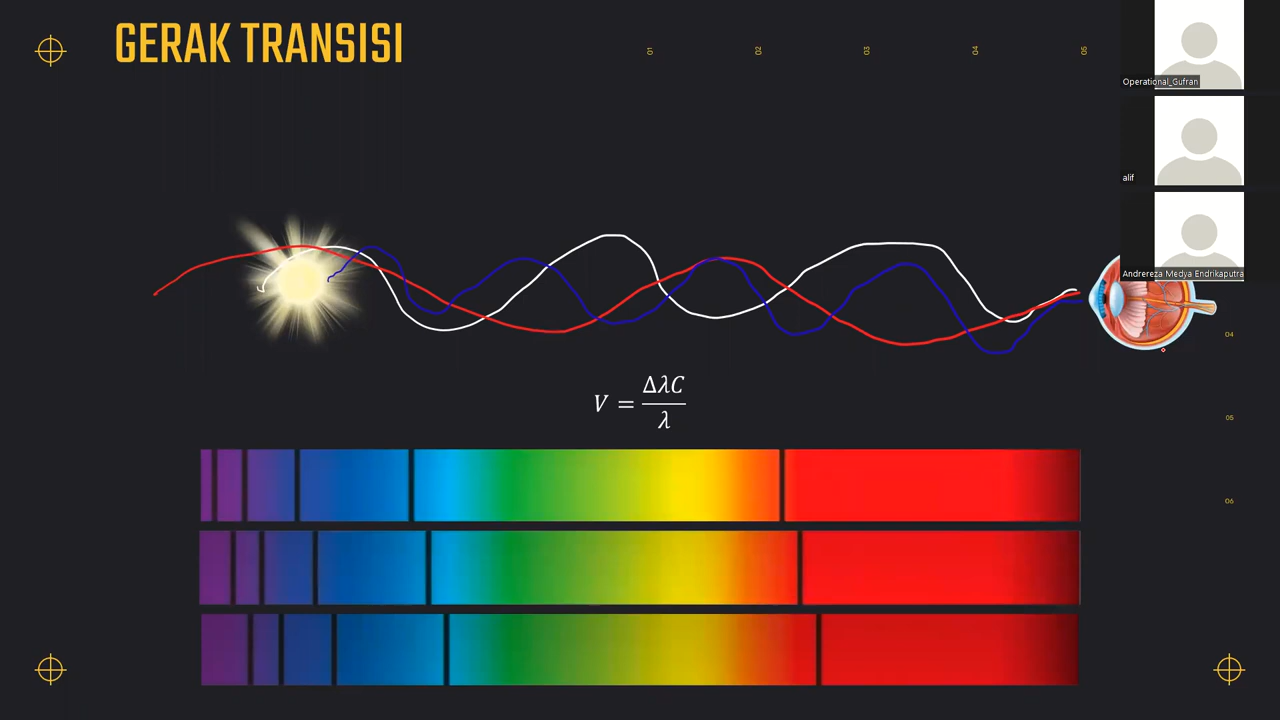 GERAK TRANSISI
01
02
03
04
05
Operational_Gufran
alif
Andrereza Medya Endrikaputra
04
05
06
V = ΔλC / λ